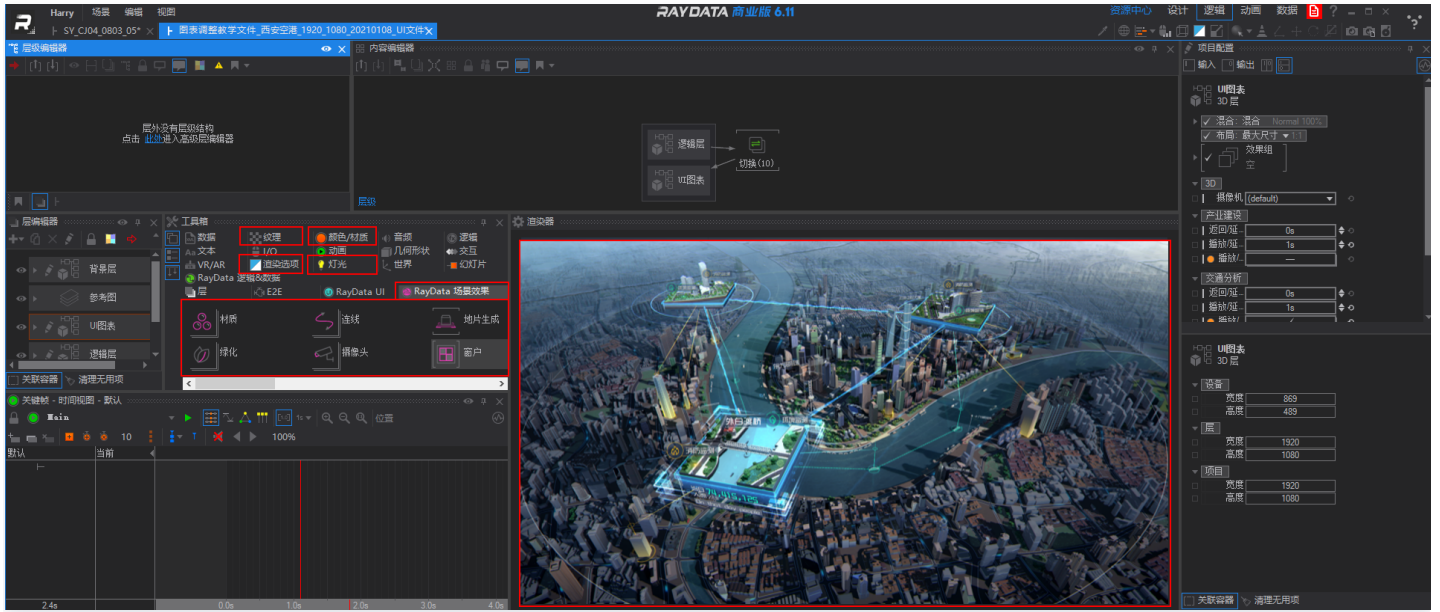 Harry 场景 编辑 视图
RAYDATA 商业版 6.11
资源中心 设计 逻辑 动画 数据
SY_CJ04_0803_05*
图表调整教学文件_西安空港_1920_1080_20210108_UI文件
层级编辑器
内容编辑器
项目配置
输入 输出
层外没有层级结构
点击 此处进入高级层编辑器
逻辑层
切换(10)
UI图表
层级
UI图表
3D 层
混合: 混合 Normal 100%
布局: 最大尺寸 1:1
效果组
空
3D
摄像机 (default)
产业建设
返回/延... 0s
播放/延... 1s
播放/... —
交通分析
返回/延... 0s
播放/延... 1s
层编辑器
背景层
参考图
UI图表
逻辑层
关联容器 清理无用项
工具箱
数据 纹理 颜色/材质 音频 逻辑
文本 I/O 动画 几何形状 交互
VR/AR 渲染选项 灯光 世界 幻灯片
RayData 逻辑&数据
层 E2E RayData UI RayData 场景效果
材质 连线 地片生成
绿化 摄像头 窗户
渲染器
外白渡桥
74,415,125
UI图表
3D 层
设备
宽度 869
高度 489
层
宽度 1920
高度 1080
项目
宽度 1920
高度 1080
关联容器 清理无用项
关键帧 - 时间视图 - 默认
Main
1s
位置
10
100%
默认 当前
2.4s 0.0s 1.0s 2.0s 3.0s 4.0s